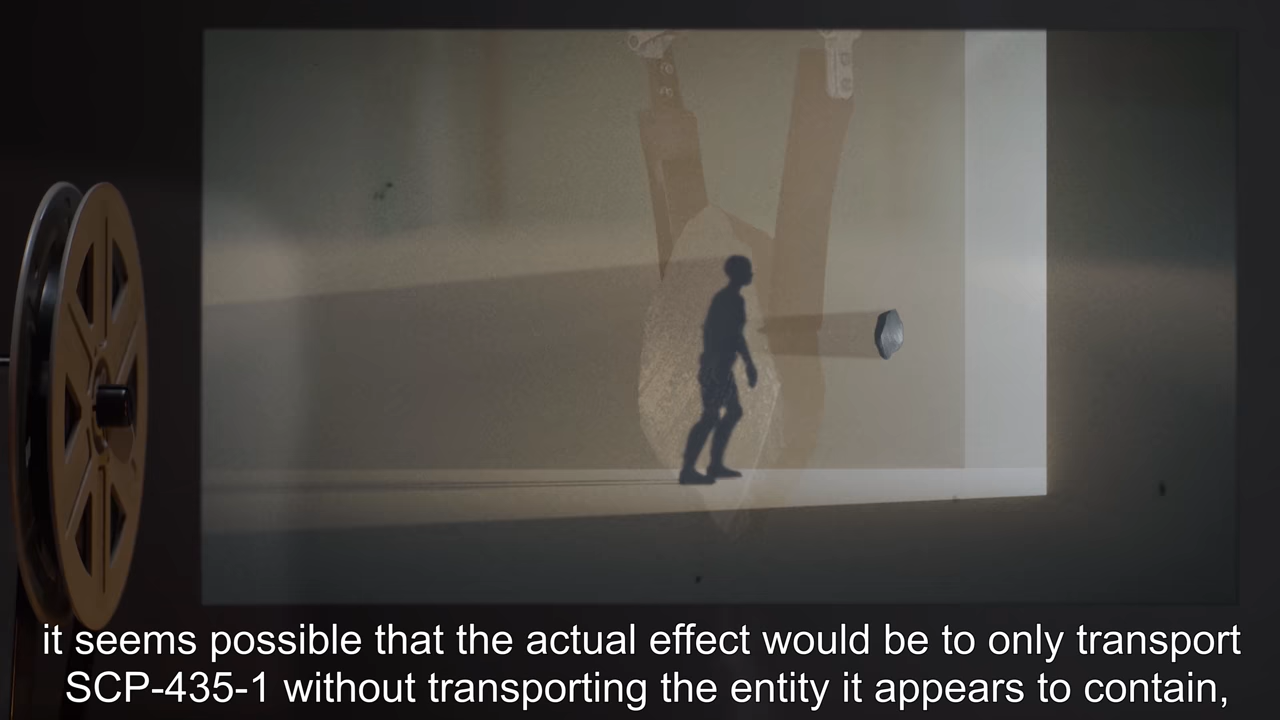 it seems possible that the actual effect would be to only transport
SCP-435-1 without transporting the entity it appears to contain,